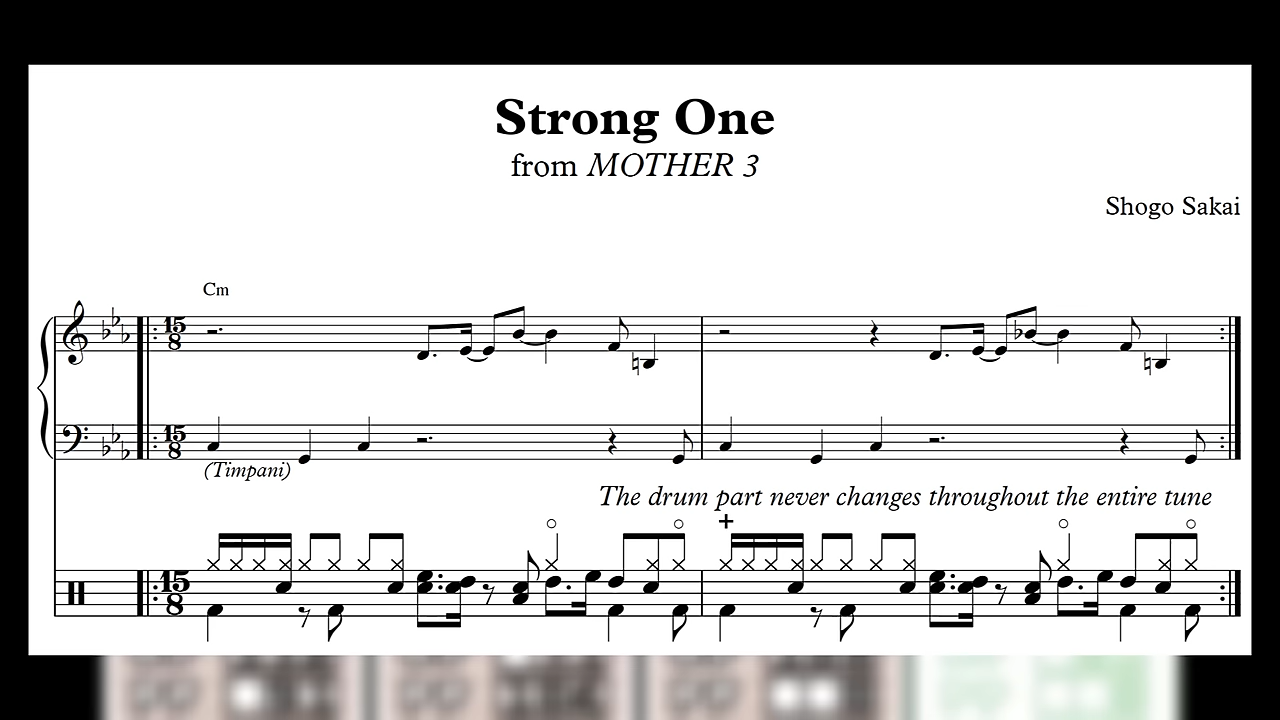 Strong One
from MOTHER 3
Shogo Sakai
Cm
15 8
15 8
(Timpani)
The drum part never changes throughout the entire tune
15 8